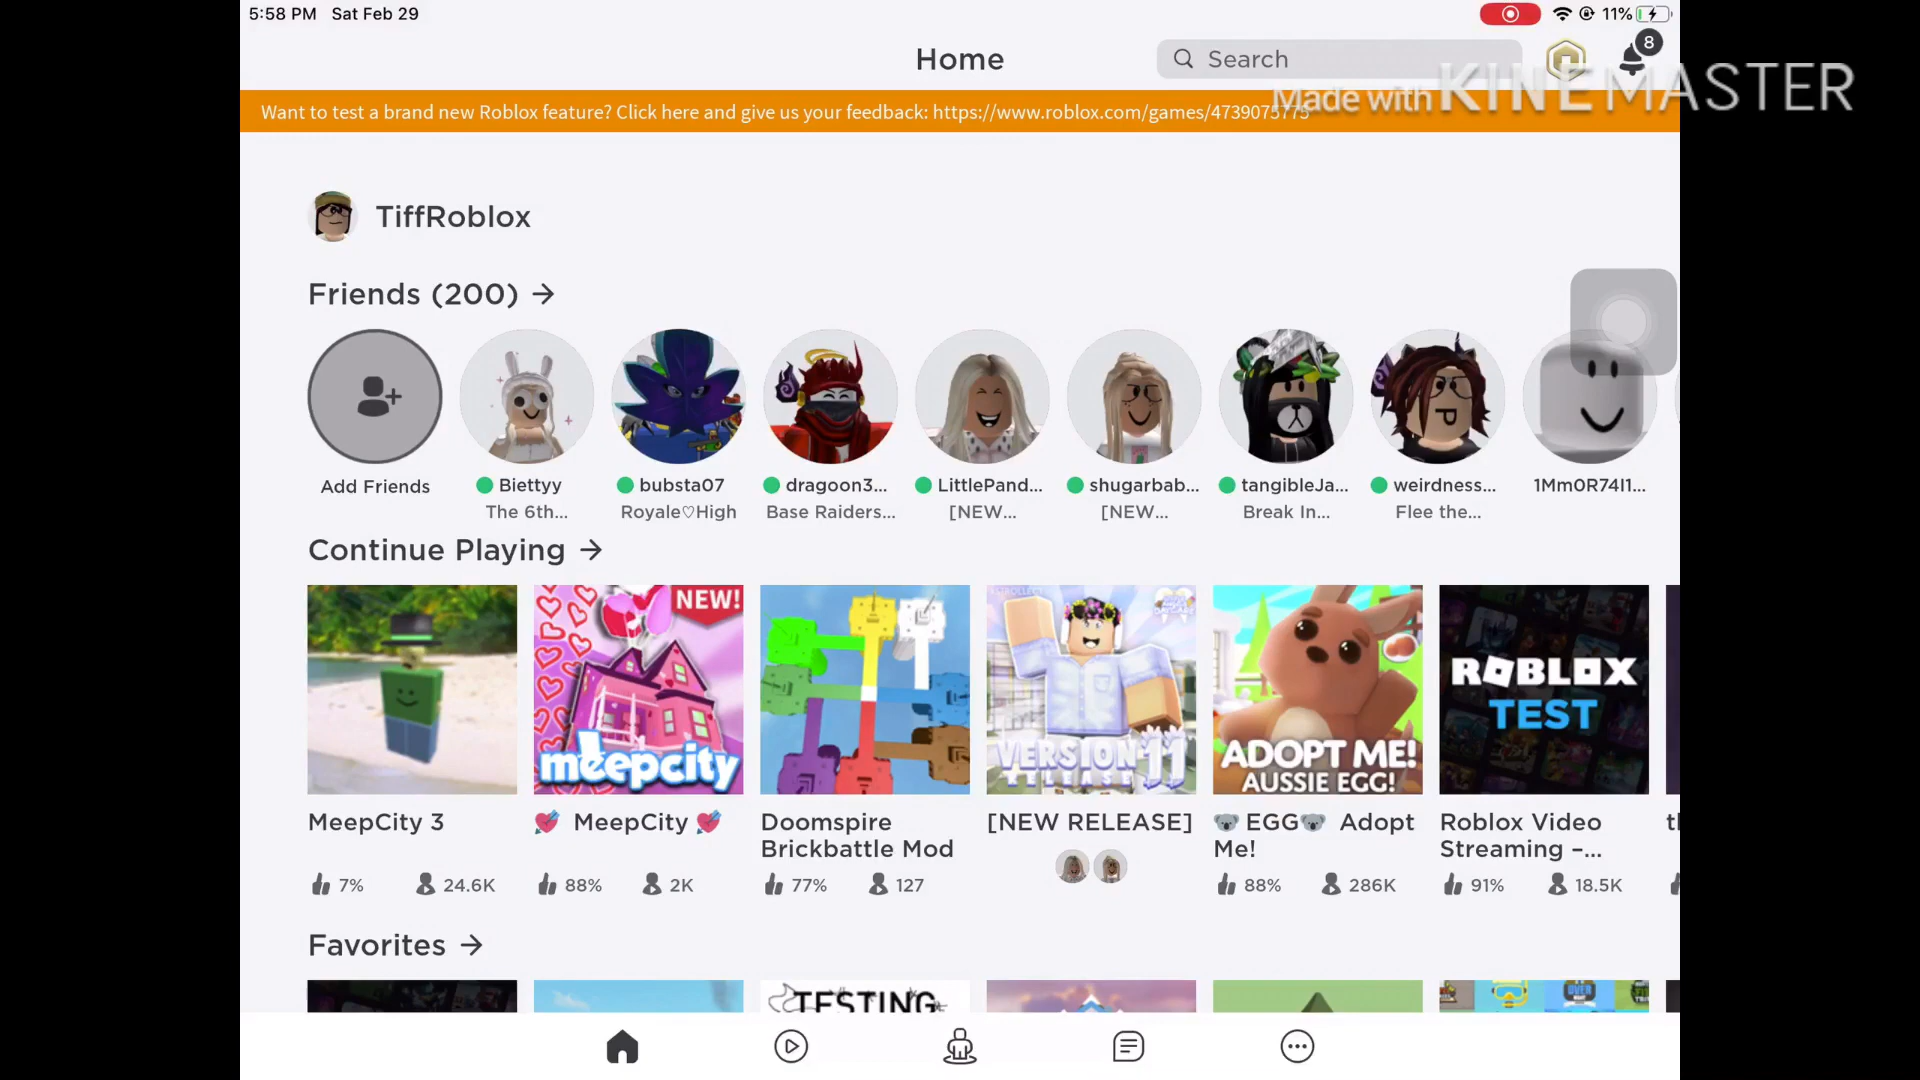 5:58 PM Sat Feb 29
11%
Home
Search
8
Made with KINEMASTER
Want to test a brand new Roblox feature? Click here and give us your feedback: https://www.roblox.com/games/4739075775
TiffRoblox
Friends (200) →
Add Friends
Biettyy
bubsta07
dragoon3...
LittlePand...
shugarbab...
tangibleJa...
weirdness...
1Mm0R74I1...
The 6th...
Royale♡High
Base Raiders...
[NEW...
[NEW...
Break In...
Flee the...
Continue Playing →
NEW!
meepcity
VERSION 11
RELEASE
ADOPT ME!
AUSSIE EGG!
ROBLOX
TEST
MeepCity 3
💘 MeepCity 💘
Doomspire
Brickbattle Mod
[NEW RELEASE]
🐨EGG🐨 Adopt
Me!
Roblox Video
Streaming –...
7% 24.6K
88% 2K
77% 127
88% 286K
91% 18.5K
Favorites →
TESTING